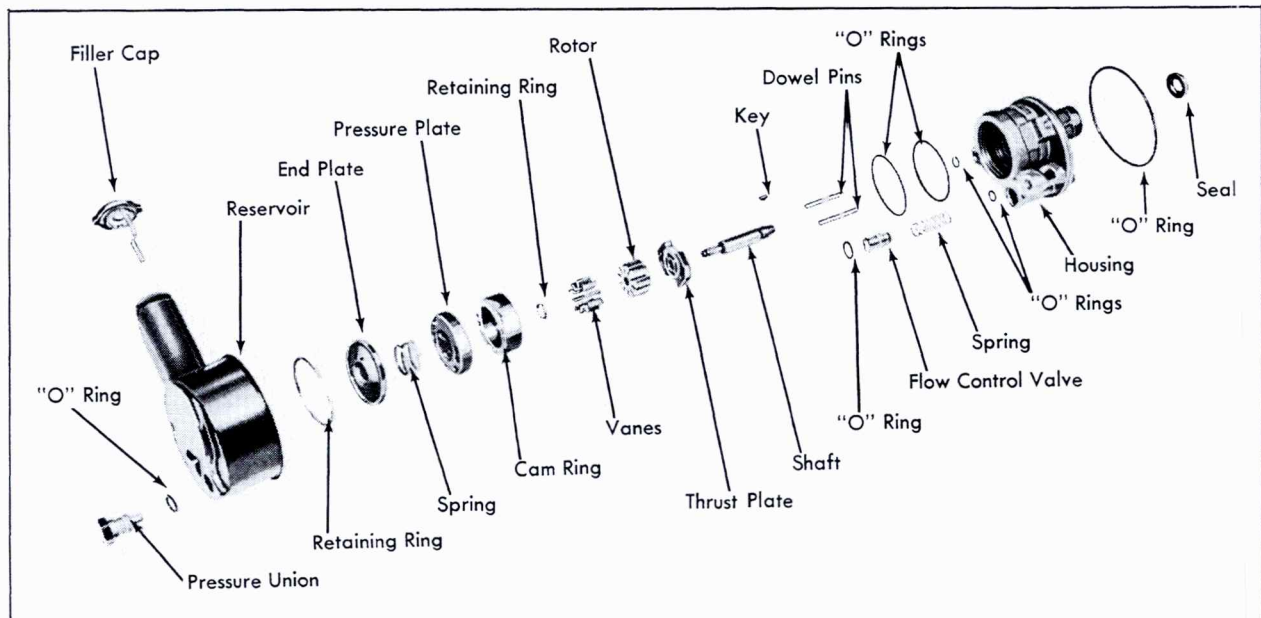 Filler Cap
Reservoir
"O" Ring
Pressure Union
Retaining Ring
End Plate
Spring
Pressure Plate
Cam Ring
Retaining Ring
Vanes
Rotor
Thrust Plate
Key
Shaft
Dowel Pins
"O" Rings
"O" Ring
Flow Control Valve
Spring
"O" Rings
Housing
"O" Ring
Seal